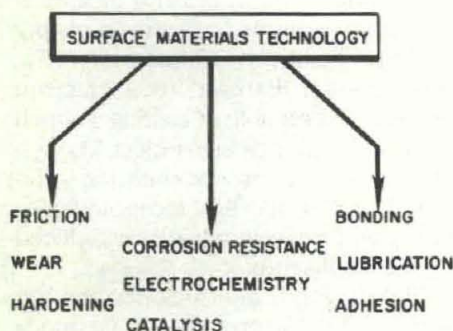 SURFACE MATERIALS TECHNOLOGY
FRICTION
WEAR
HARDENING
CORROSION RESISTANCE
ELECTROCHEMISTRY
CATALYSIS
BONDING
LUBRICATION
ADHESION